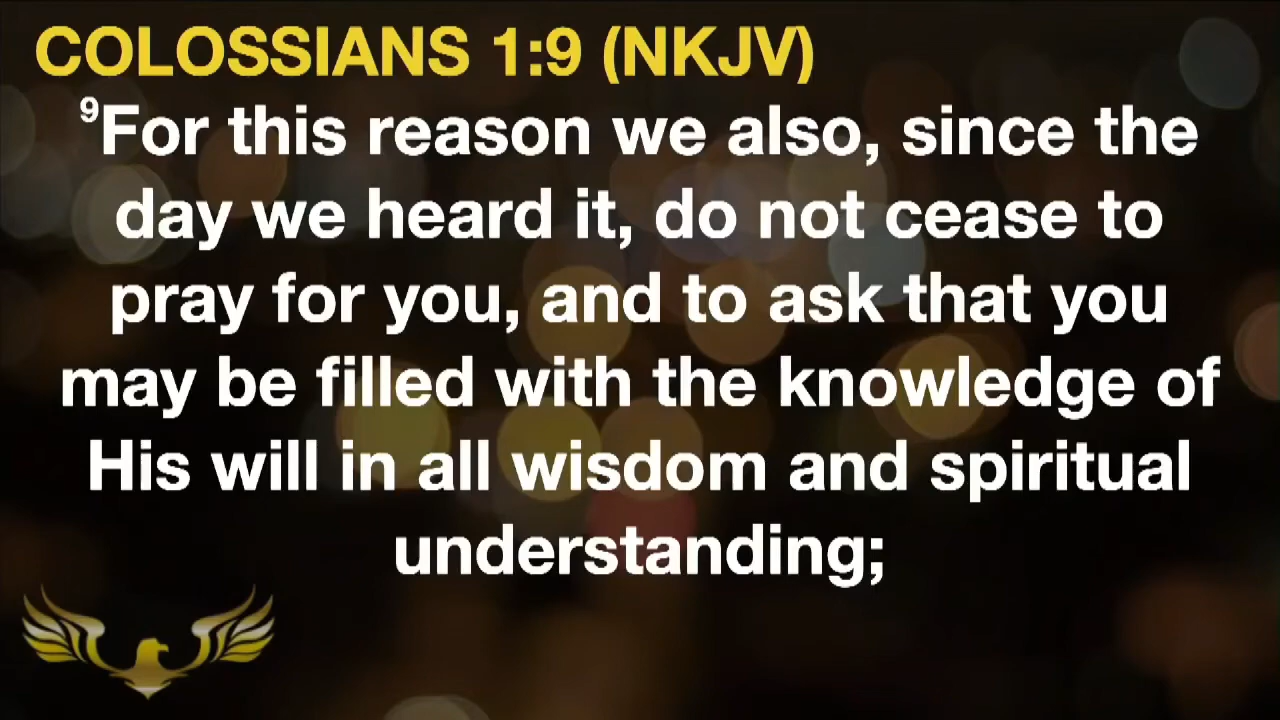 COLOSSIANS 1:9 (NKJV)
⁹For this reason we also, since the
day we heard it, do not cease to
pray for you, and to ask that you
may be filled with the knowledge of
His will in all wisdom and spiritual
understanding;